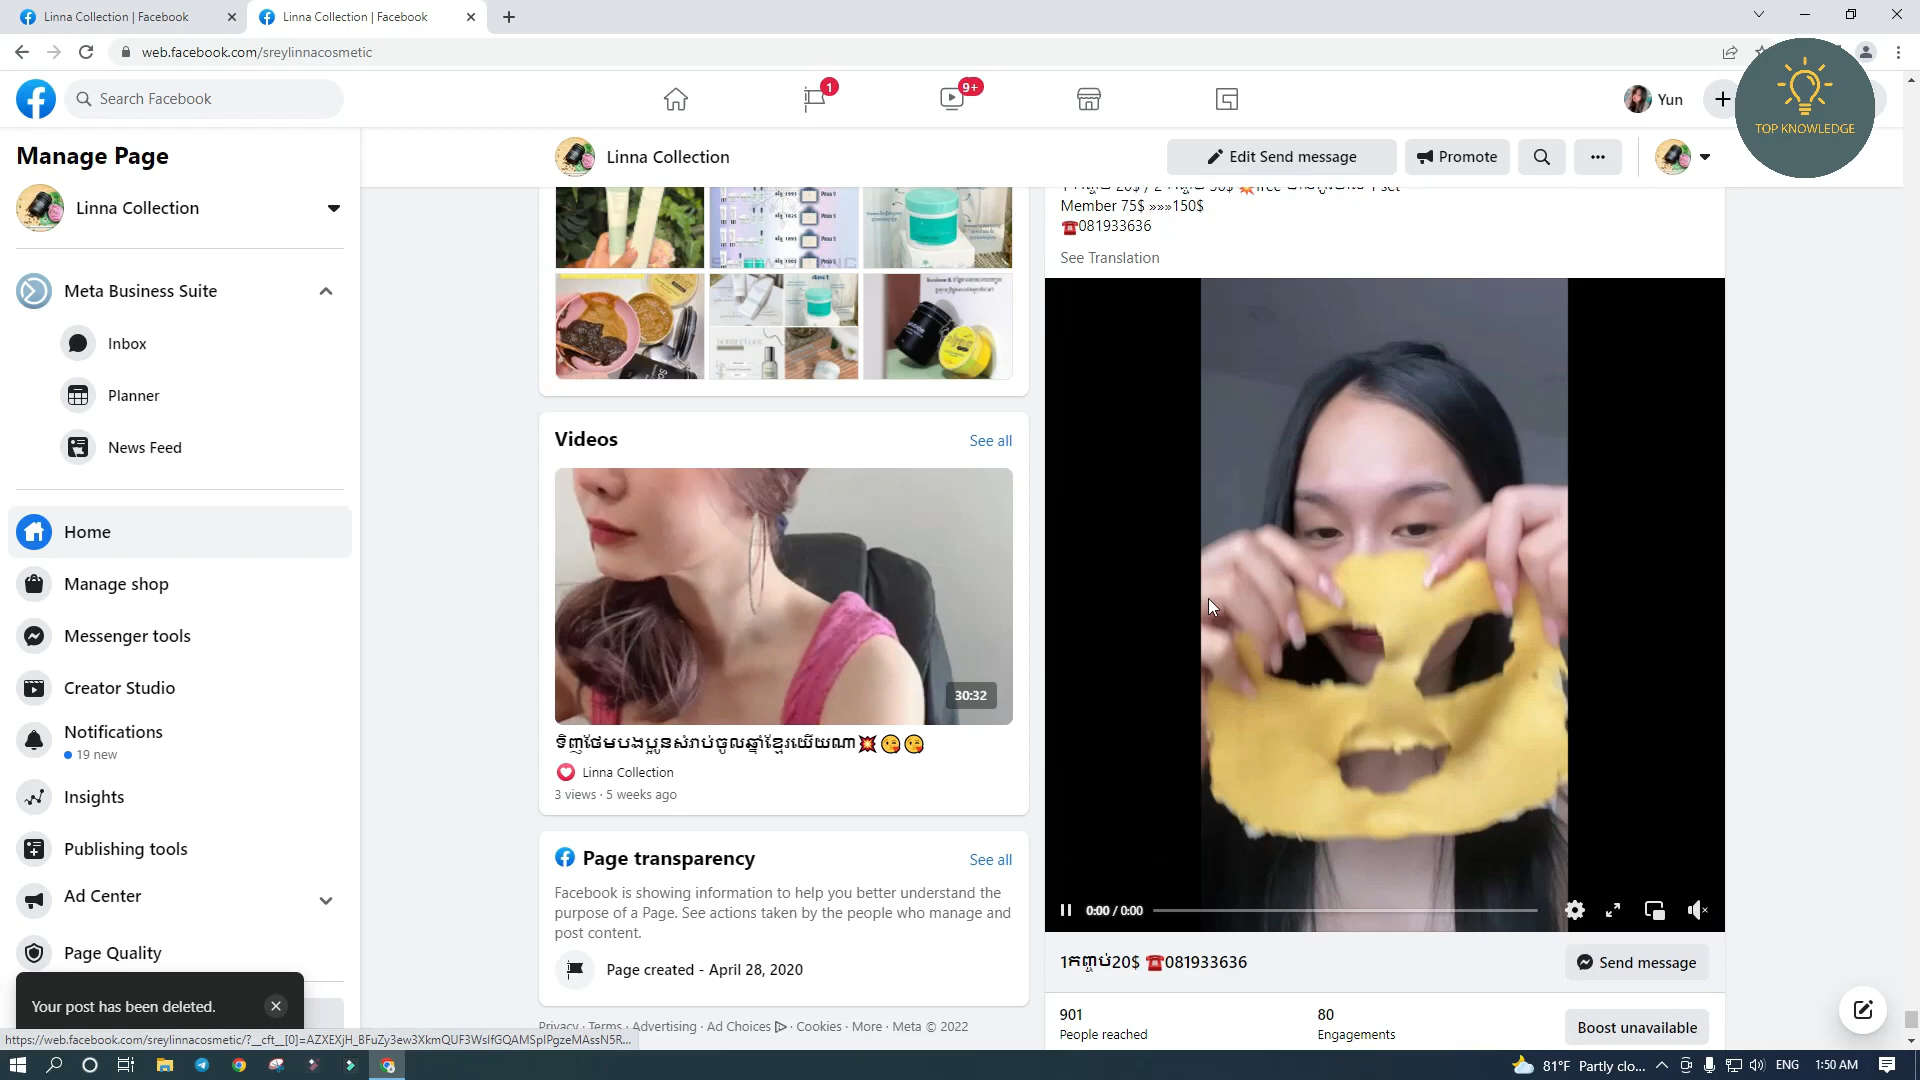 Linna Collection | Facebook
Linna Collection | Facebook
web.facebook.com/sreylinnacosmetic
Search Facebook
1
9+
Yun
TOP KNOWLEDGE
Manage Page
Linna Collection
Edit Send message
Promote
Linna Collection
Meta Business Suite
Inbox
Planner
News Feed
Home
Manage shop
Messenger tools
Creator Studio
Notifications
19 new
Insights
Publishing tools
Ad Center
Page Quality
Your post has been deleted.
Videos
See all
30:32
ទិញថែមបងប្អូនសំរាប់ចូលឆ្នាំខ្មែរយើយណា💥😘😘
Linna Collection
3 views · 5 weeks ago
Page transparency
See all
Facebook is showing information to help you better understand the
purpose of a Page. See actions taken by the people who manage and
post content.
Page created - April 28, 2020
Privacy · Terms · Advertising · Ad Choices · Cookies · More · Meta © 2022
Member 75$ »»»150$
☎️081933636
See Translation
0:00 / 0:00
1កញ្ចប់20$ ☎️081933636
Send message
901
People reached
80
Engagements
Boost unavailable
https://web.facebook.com/sreylinnacosmetic/?__cft__[0]=AZXEXjH_BFuZy3ew3XkmQUF3WsIfGQAMSpIPgzeMAssN5R...
81°F Partly clo...
ENG
1:50 AM